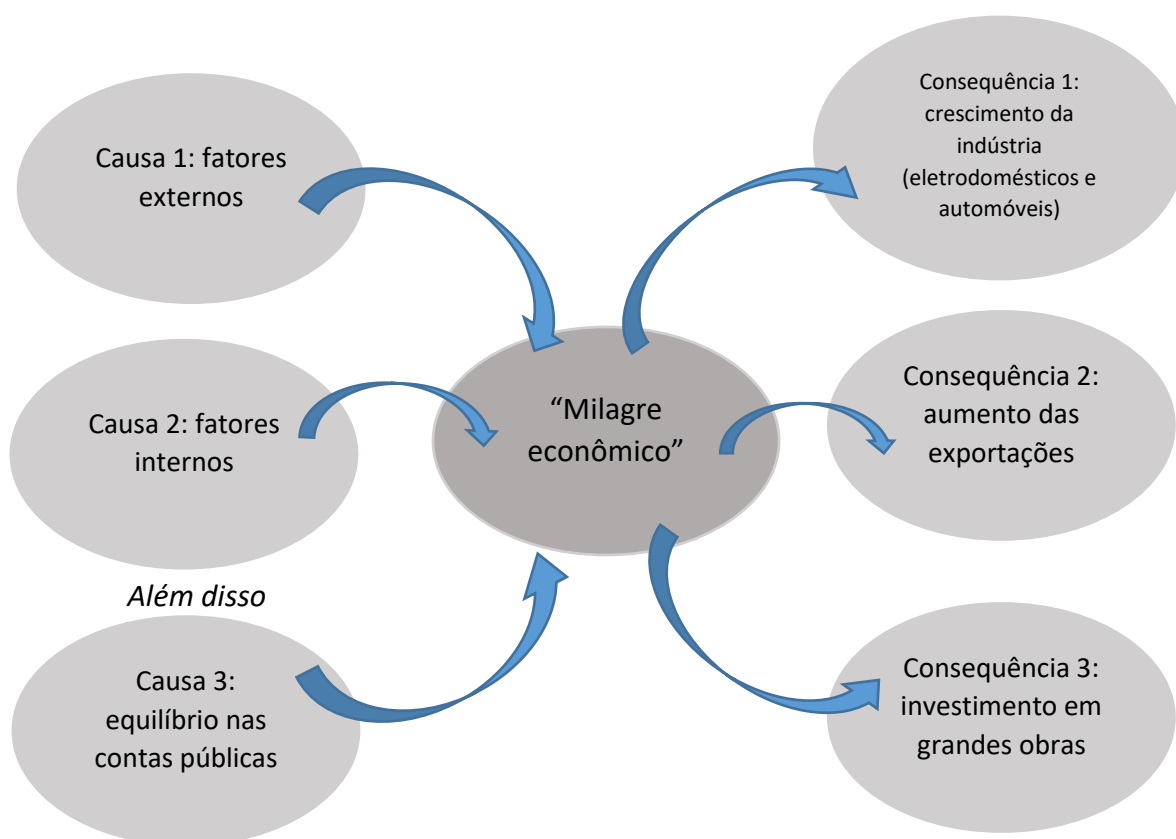 Causa 1: fatores
externos
Causa 2: fatores
internos
Além disso
Causa 3:
equilíbrio nas
contas públicas
“Milagre
econômico”
Consequência 1:
crescimento da
indústria
(eletrodomésticos e
automóveis)
Consequência 2:
aumento das
exportações
Consequência 3:
investimento em
grandes obras